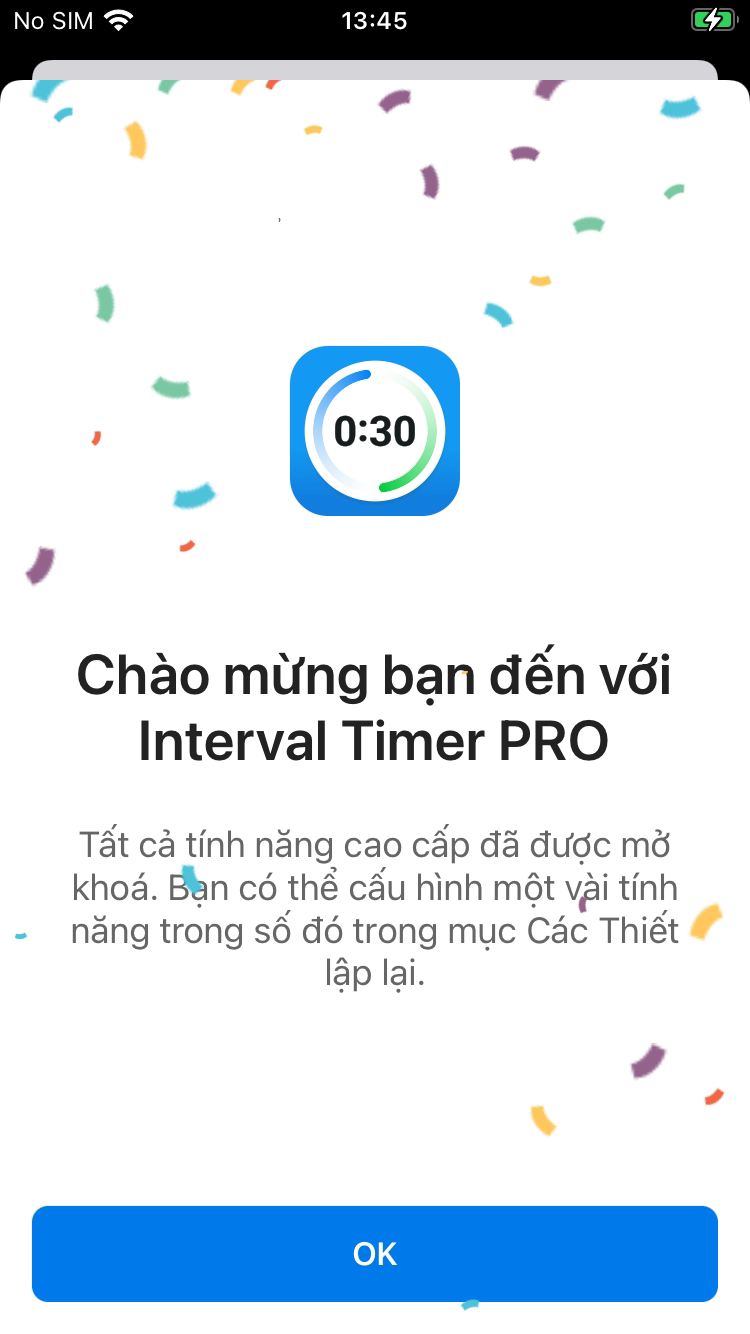 No SIM 13:45
0:30
Chào mừng bạn đến với
Interval Timer PRO
Tất cả tính năng cao cấp đã được mở
khoá. Bạn có thể cấu hình một vài tính
năng trong số đó trong mục Các Thiết
lập lại.
OK